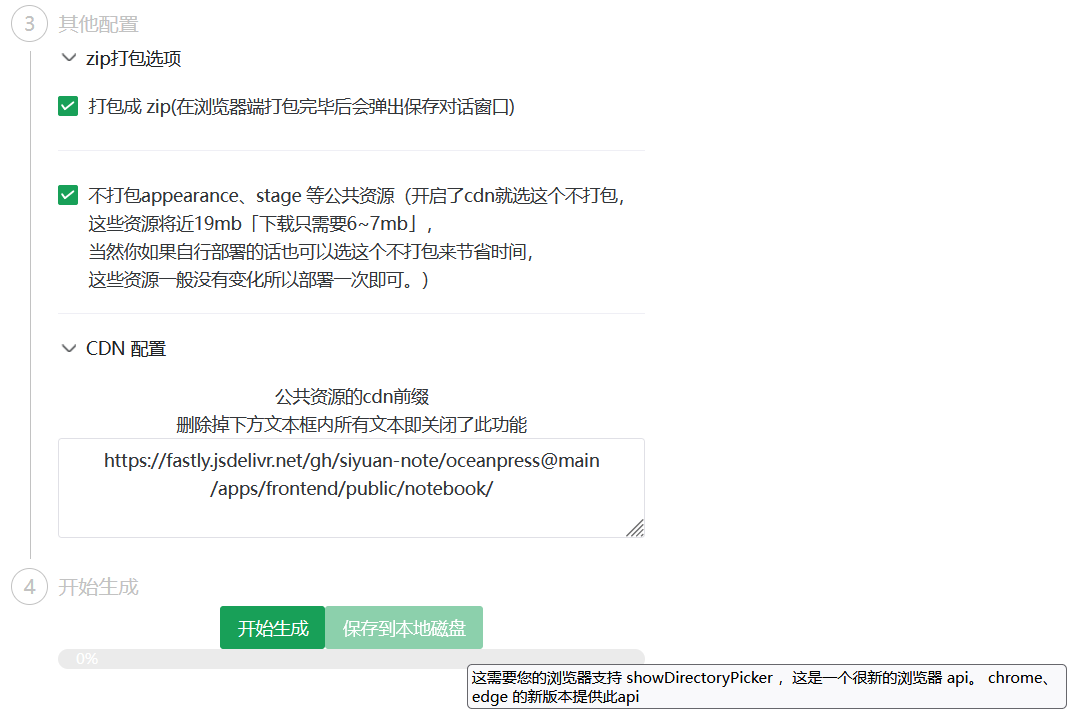 3 其他配置
zip打包选项
打包成 zip(在浏览器端打包完毕后会弹出保存对话窗口)
不打包appearance、stage 等公共资源（开启了cdn就选这个不打包，
这些资源将近19mb「下载只需要6~7mb」，
当然你如果自行部署的话也可以选这个不打包来节省时间，
这些资源一般没有变化所以部署一次即可。）
CDN 配置
公共资源的cdn前缀
删除掉下方文本框内所有文本即关闭了此功能
https://fastly.jsdelivr.net/gh/siyuan-note/oceanpress@main
/apps/frontend/public/notebook/
4 开始生成
开始生成 保存到本地磁盘
0%
这需要您的浏览器支持 showDirectoryPicker ，这是一个很新的浏览器 api。 chrome、
edge 的新版本提供此api